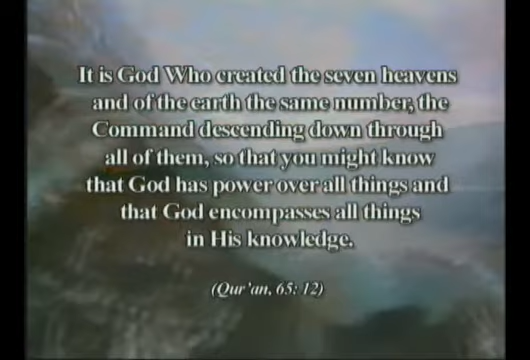 It is God Who created the seven heavens
and of the earth the same number, the
Command descending down through
all of them, so that you might know
that God has power over all things and
that God encompasses all things
in His knowledge.
(Qur'an, 65: 12)